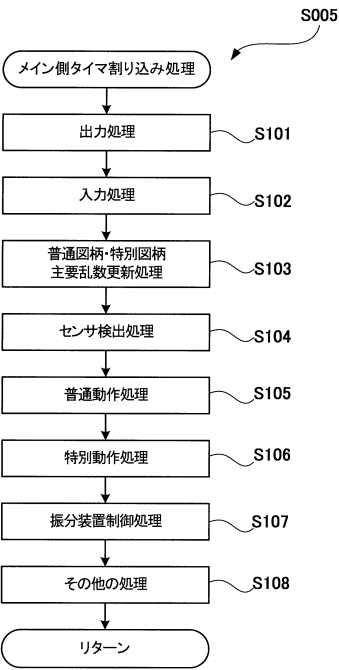 S005
メイン側タイマ割り込み処理
出力処理
S101
入力処理
S102
普通図柄・特別図柄
主要乱数更新処理
S103
センサ検出処理
S104
普通動作処理
S105
特別動作処理
S106
振分装置制御処理
S107
その他の処理
S108
リターン